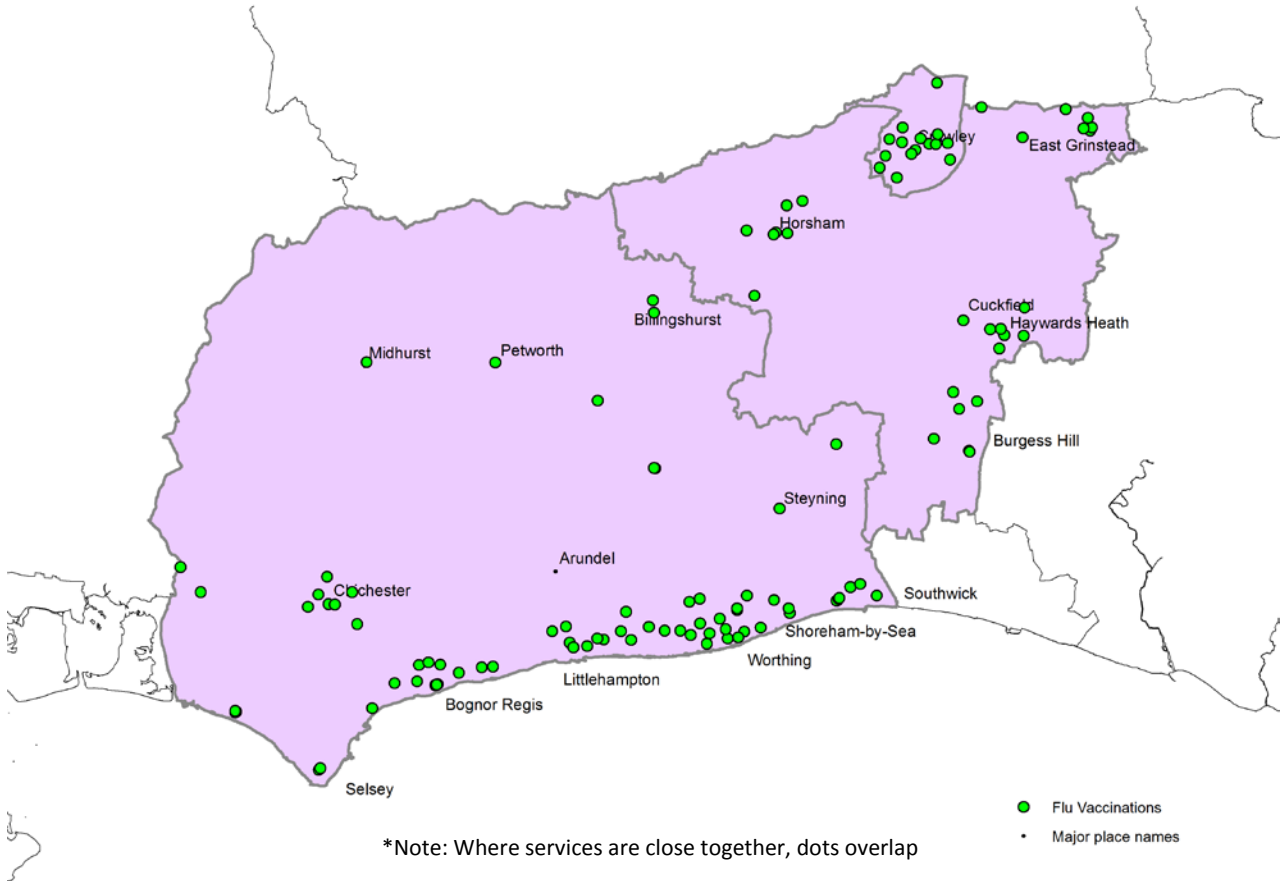 Crawley
East Grinstead
Horsham
Cuckfield
Haywards Heath
Billingshurst
Midhurst
Petworth
Burgess Hill
Steyning
Arundel
Chichester
Southwick
Shoreham-by-Sea
Worthing
Littlehampton
Bognor Regis
Selsey
Flu Vaccinations
Major place names
*Note: Where services are close together, dots overlap